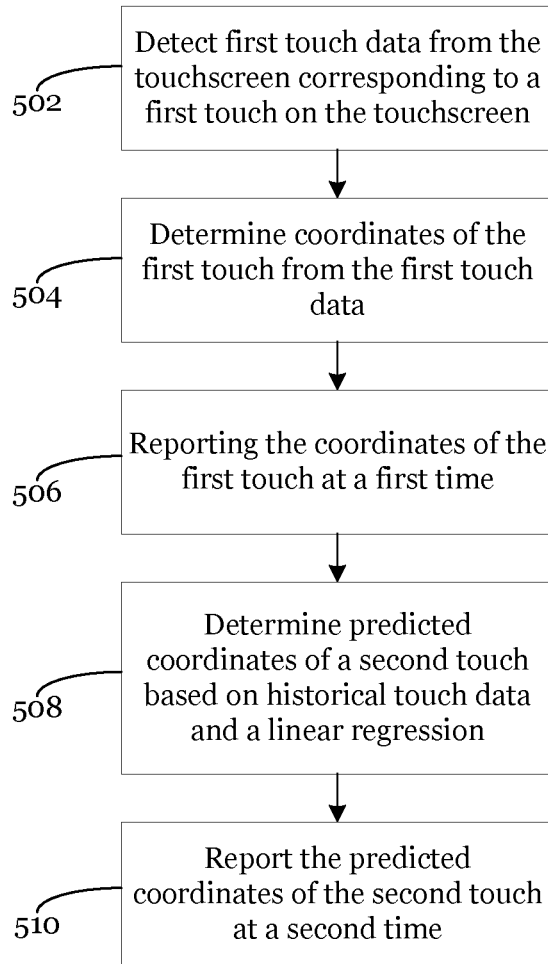 Detect first touch data from the
touchscreen corresponding to a
first touch on the touchscreen
502
Determine coordinates of the
first touch from the first touch
data
504
Reporting the coordinates of the
first touch at a first time
506
Determine predicted
coordinates of a second touch
based on historical touch data
and a linear regression
508
Report the predicted
coordinates of the second touch
at a second time
510